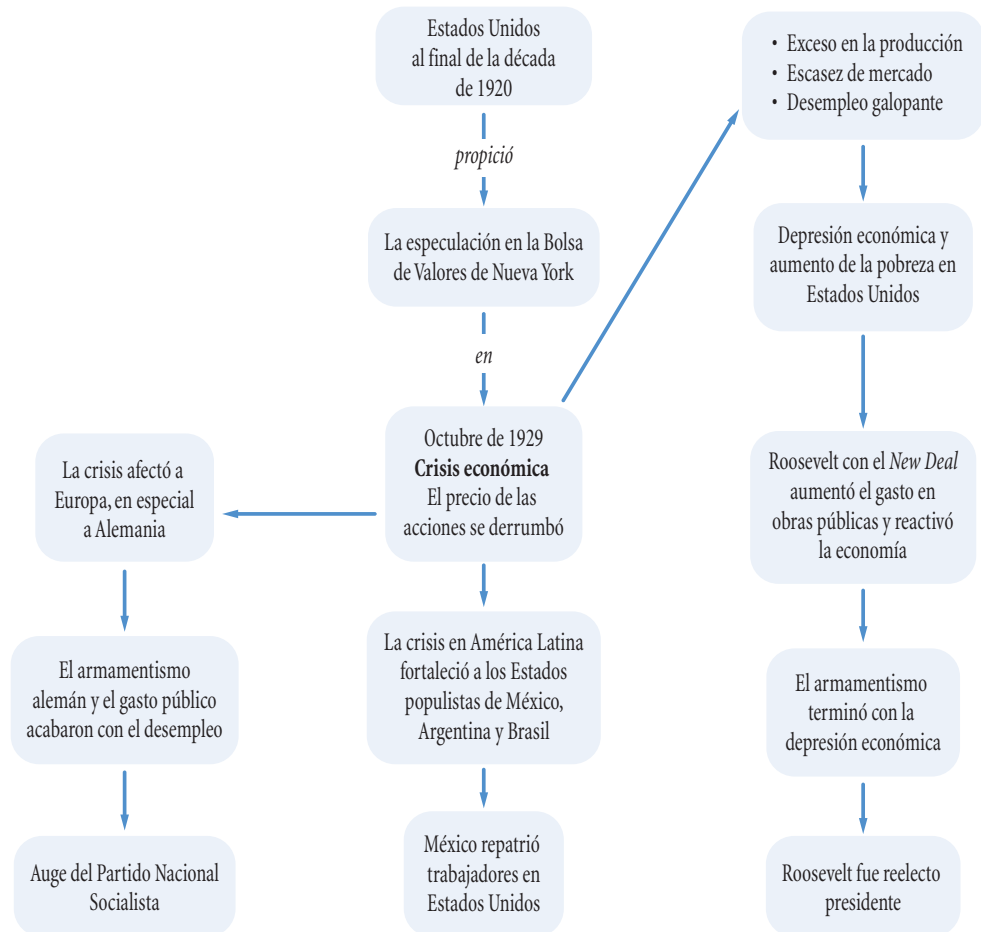 Estados Unidos
al final de la década
de 1920
propició
La especulación en la Bolsa
de Valores de Nueva York
en
Octubre de 1929
Crisis económica
El precio de las
acciones se derrumbó
La crisis afectó a
Europa, en especial
a Alemania
El armamentismo
alemán y el gasto público
acabaron con el desempleo
Auge del Partido Nacional
Socialista
La crisis en América Latina
fortaleció a los Estados
populistas de México,
Argentina y Brasil
México repatrió
trabajadores en
Estados Unidos
• Exceso en la producción
• Escasez de mercado
• Desempleo galopante
Depresión económica y
aumento de la pobreza en
Estados Unidos
Roosevelt con el New Deal
aumentó el gasto en
obras públicas y reactivó
la economía
El armamentismo
terminó con la
depresión económica
Roosevelt fue reelecto
presidente